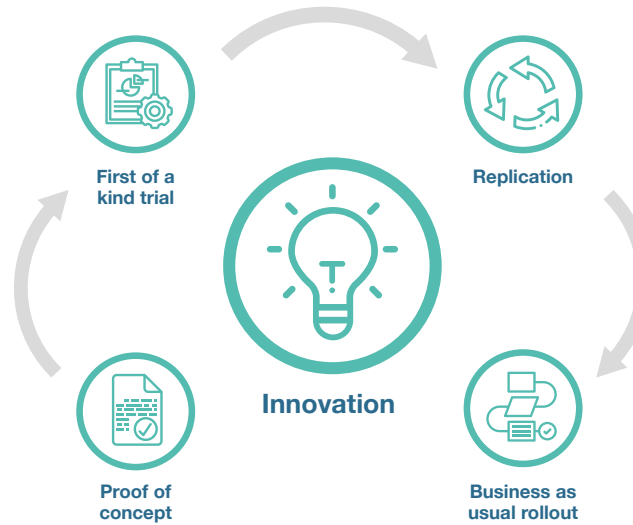 First of a
kind trial
Replication
Innovation
Proof of
concept
Business as
usual rollout